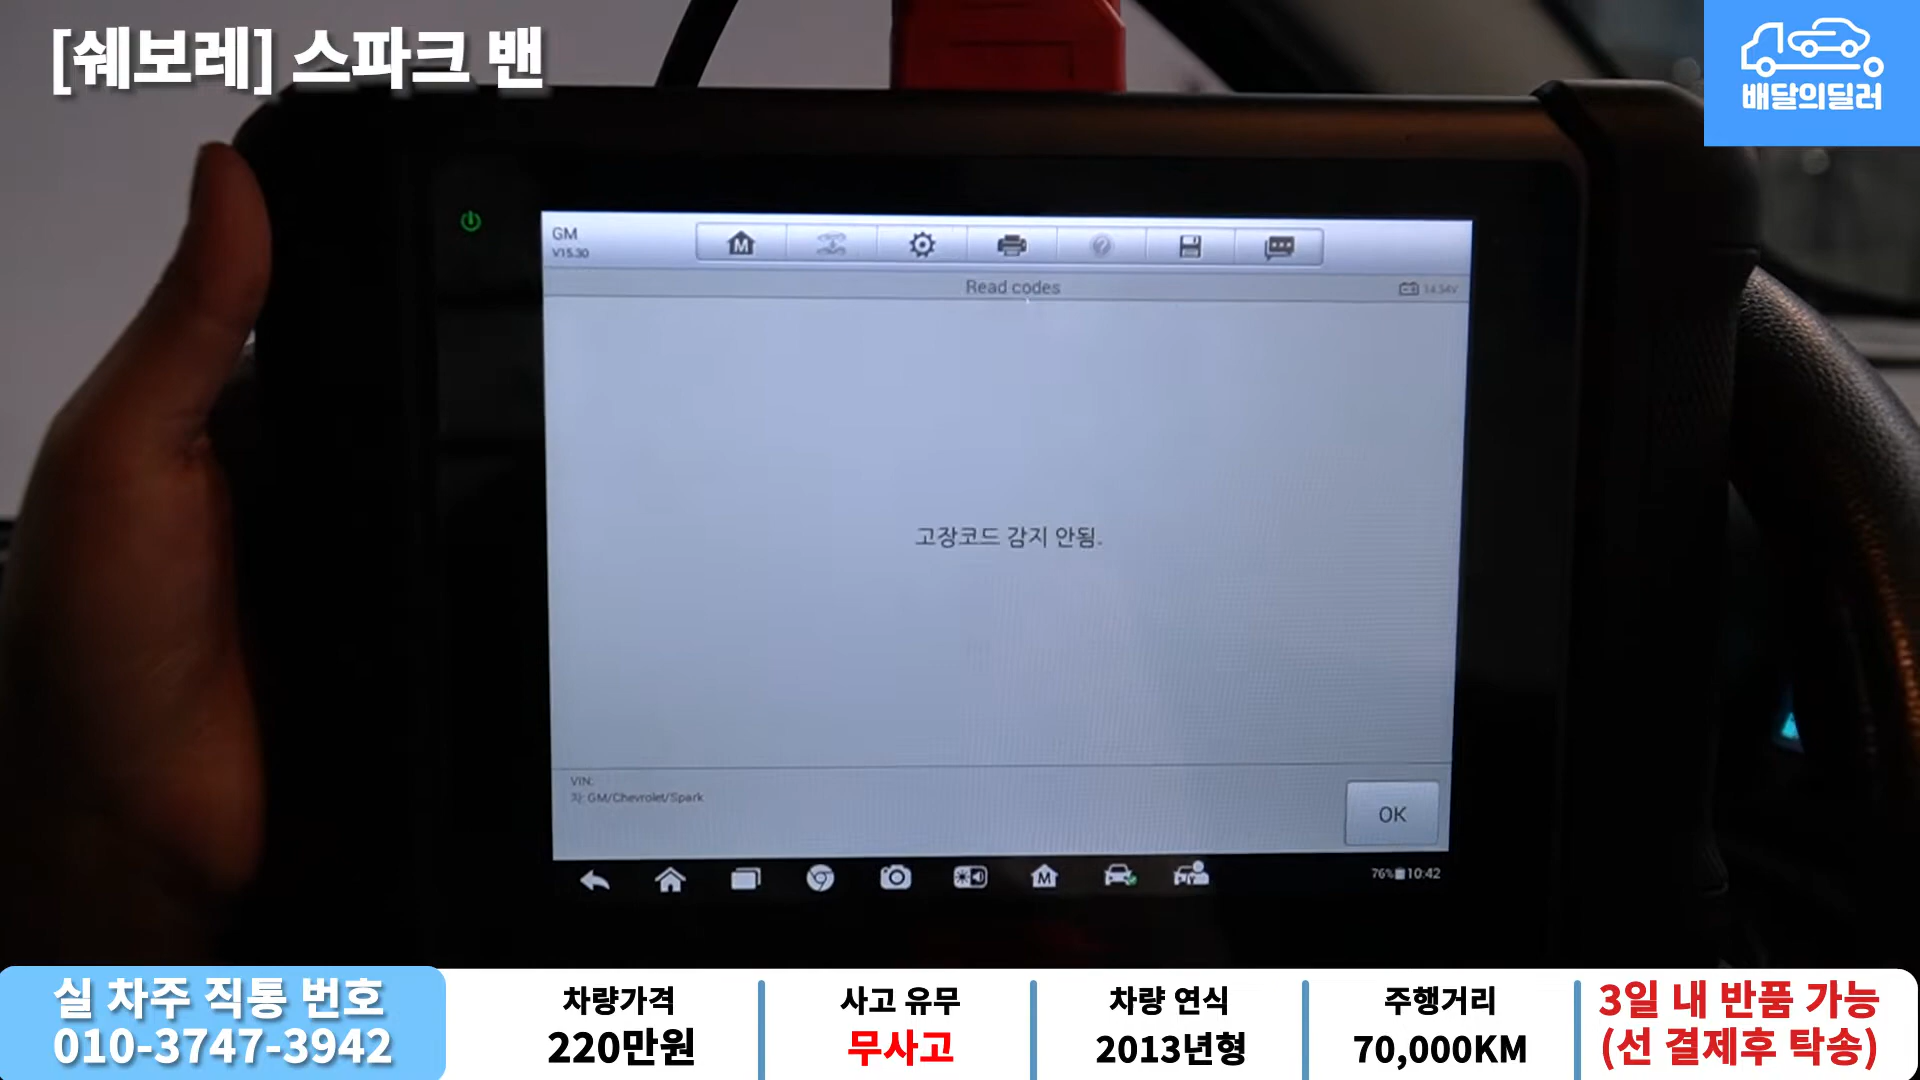 [쉐보레] 스파크 밴
배달의딜러
GM
V15.30
Read codes
14.54V
고장코드 감지 안됨.
VIN:
차: GM/Chevrolet/Spark
OK
76% 10:42
실 차주 직통 번호
010-3747-3942
차량가격
220만원
사고 유무
무사고
차량 연식
2013년형
주행거리
70,000KM
3일 내 반품 가능
(선 결제후 탁송)